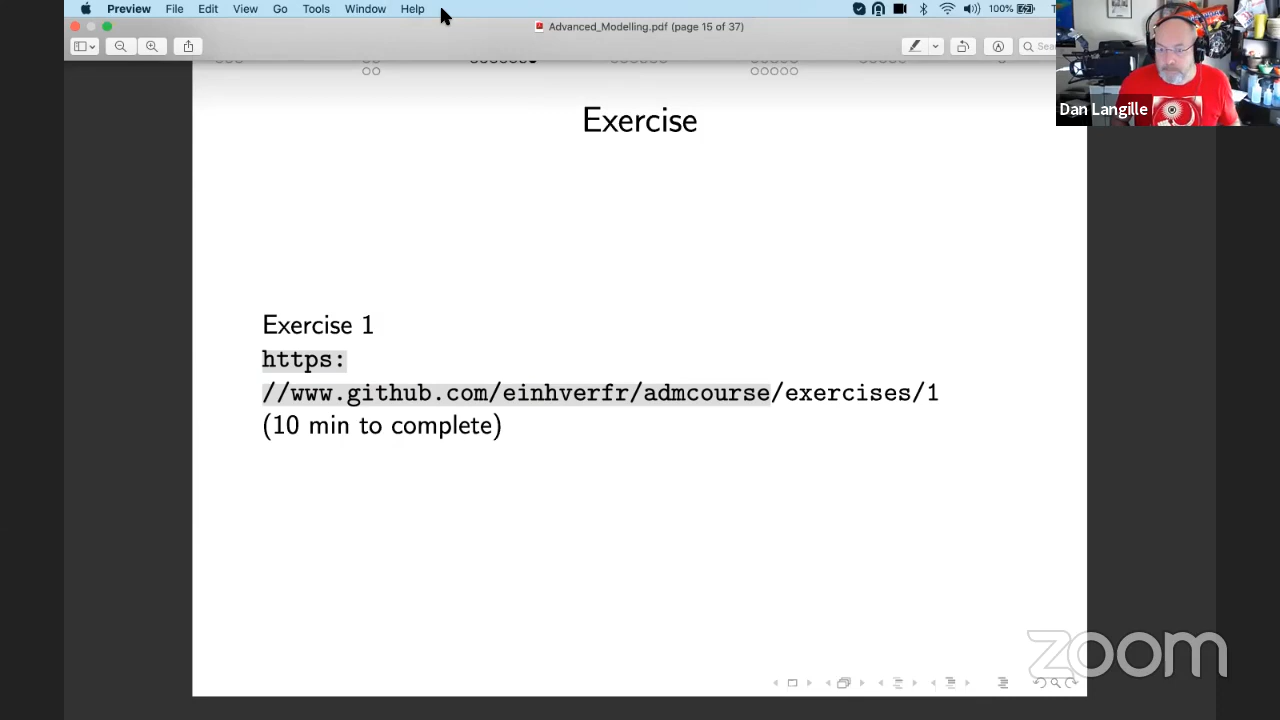 Preview File Edit View Go Tools Window Help 100%
Advanced_Modelling.pdf (page 15 of 37)
Dan Langille
Exercise
Exercise 1
https:
//www.github.com/einhverfr/admcourse/exercises/1
(10 min to complete)
zoom